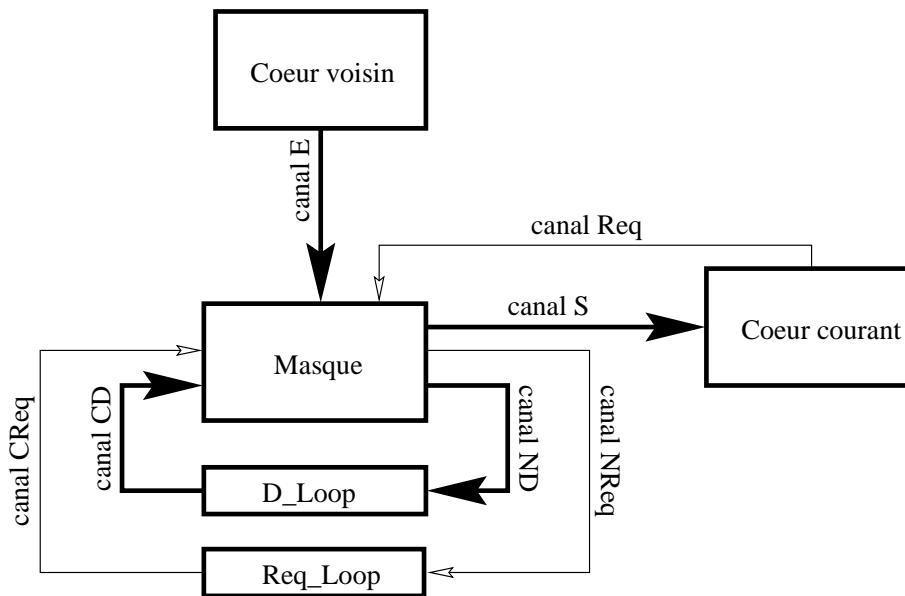 Coeur voisin
canal E
canal Req
canal S
Coeur courant
Masque
canal CReq
canal CD
canal ND
canal NReq
D_Loop
Req_Loop